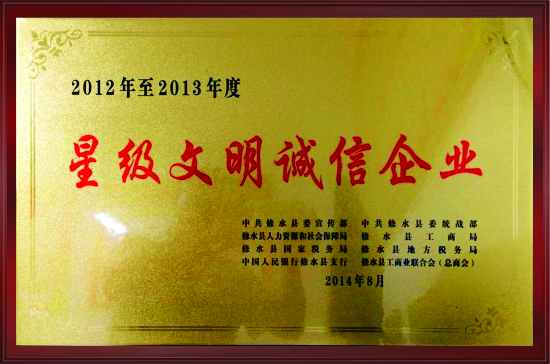 2012年至2013年度
星级文明诚信企业
中共修水县委宣传部 中共修水县委统战部
修水县人力资源和社会保障局 修水县工商局
修水县国家税务局 修水县地方税务局
中国人民银行修水县支行 修水县工商业联合会（总商会）
2014年8月